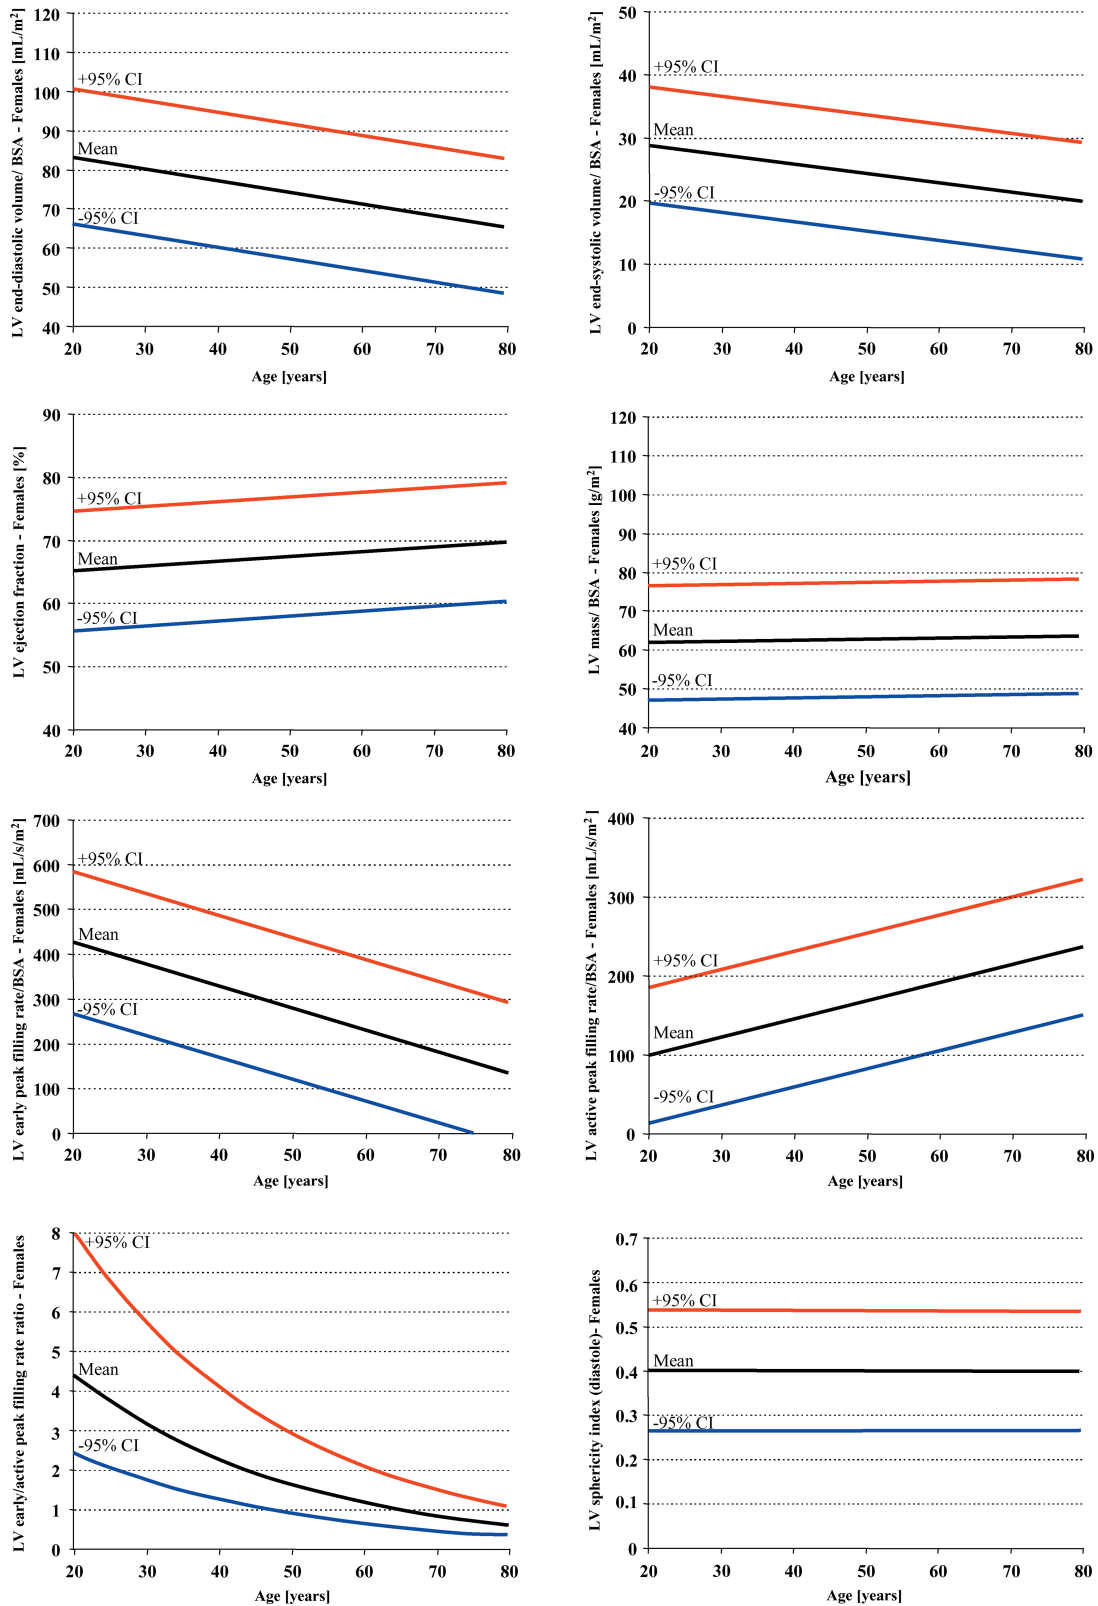 LV end-diastolic volume/ BSA - Females [mL/m²]
120
110
100
90
80
70
60
50
40
+95% CI
Mean
-95% CI
20 30 40 50 60 70 80
Age [years]
LV end-systolic volume/ BSA - Females [mL/m²]
50
40
30
20
10
0
+95% CI
Mean
-95% CI
20 30 40 50 60 70 80
Age [years]
LV ejection fraction - Females [%]
90
80
70
60
50
40
+95% CI
Mean
-95% CI
20 30 40 50 60 70 80
Age [years]
LV mass/ BSA - Females [g/m²]
120
110
100
90
80
70
60
50
40
+95% CI
Mean
-95% CI
20 30 40 50 60 70 80
Age [years]
LV early peak filling rate/BSA - Females [mL/s/m²]
700
600
500
400
300
200
100
0
+95% CI
Mean
-95% CI
20 30 40 50 60 70 80
Age [years]
LV active peak filling rate/BSA - Females [mL/s/m²]
400
300
200
100
0
+95% CI
Mean
-95% CI
20 30 40 50 60 70 80
Age [years]
LV early/active peak filling rate ratio - Females
8
7
6
5
4
3
2
1
0
+95% CI
Mean
-95% CI
20 30 40 50 60 70 80
Age [years]
LV sphericity index (diastole)- Females
0.7
0.6
0.5
0.4
0.3
0.2
0.1
0
+95% CI
Mean
-95% CI
20 30 40 50 60 70 80
Age [years]